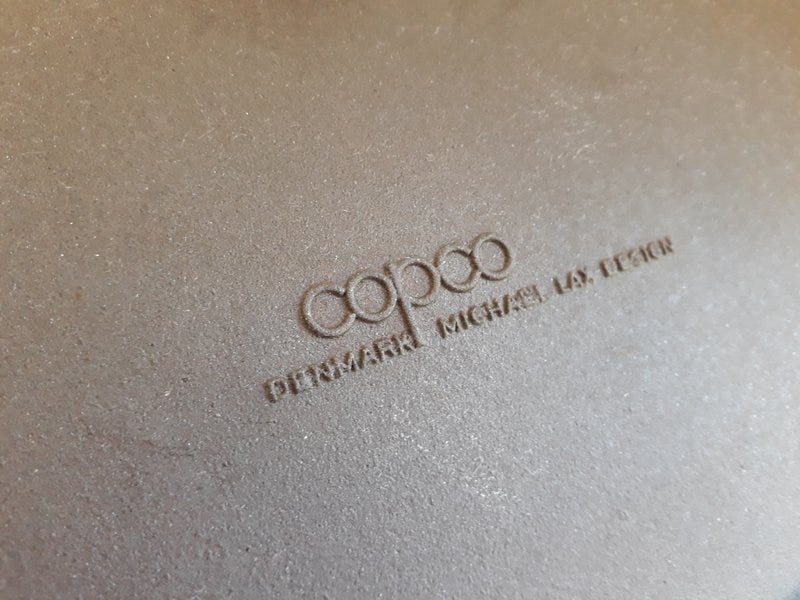 copco
DENMARK MICHAEL LAX DESIGN